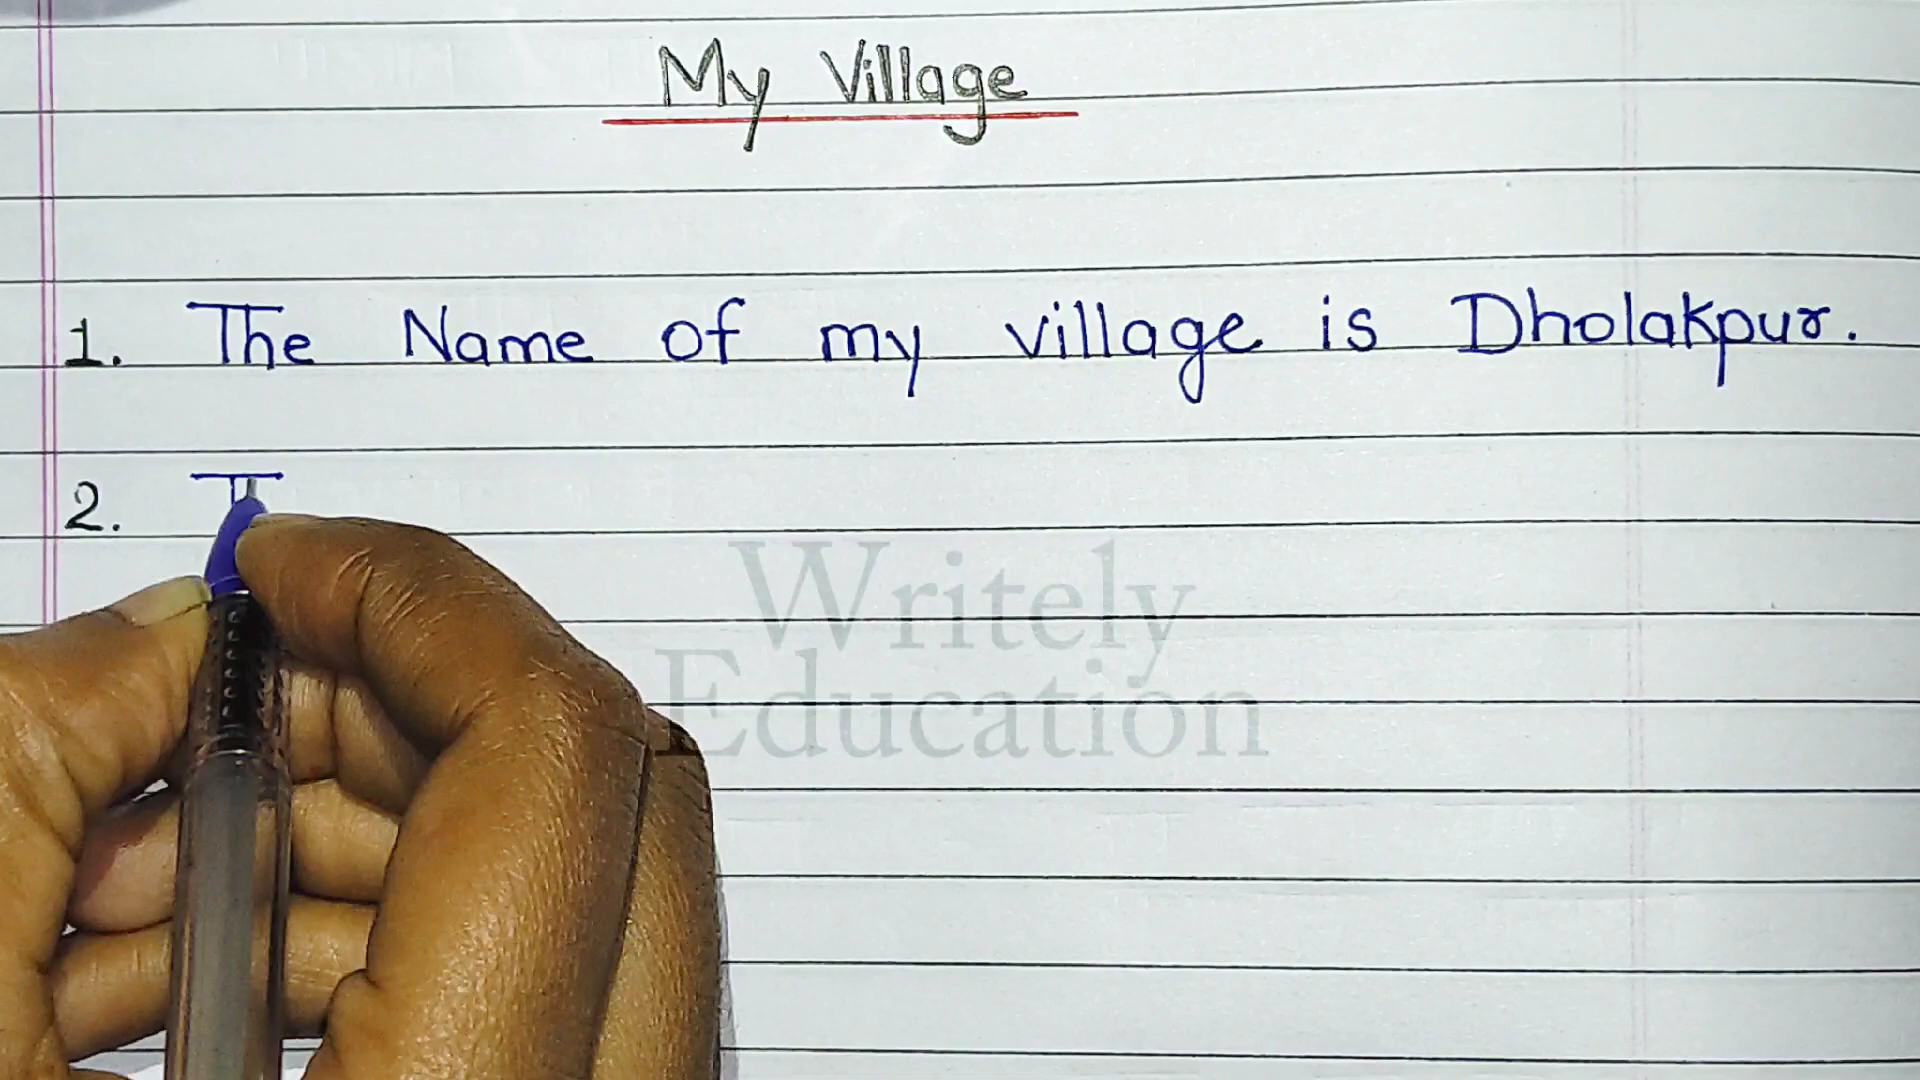 My Village
1. The Name of my village is Dholakpur.
2. T
Writely
Education